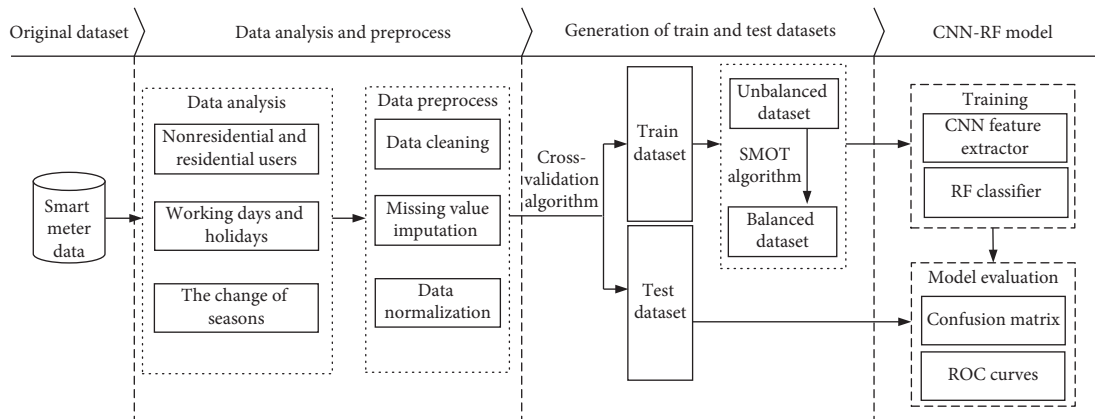 Original dataset
Data analysis and preprocess
Generation of train and test datasets
CNN-RF model
Smart
meter
data
Data analysis
Nonresidential and
residential users
Working days and
holidays
The change of
seasons
Data preprocess
Data cleaning
Missing value
imputation
Data
normalization
Cross-
validation
algorithm
Train
dataset
Test
dataset
Unbalanced
dataset
SMOT
algorithm
Balanced
dataset
Training
CNN feature
extractor
RF classifier
Model evaluation
Confusion matrix
ROC curves